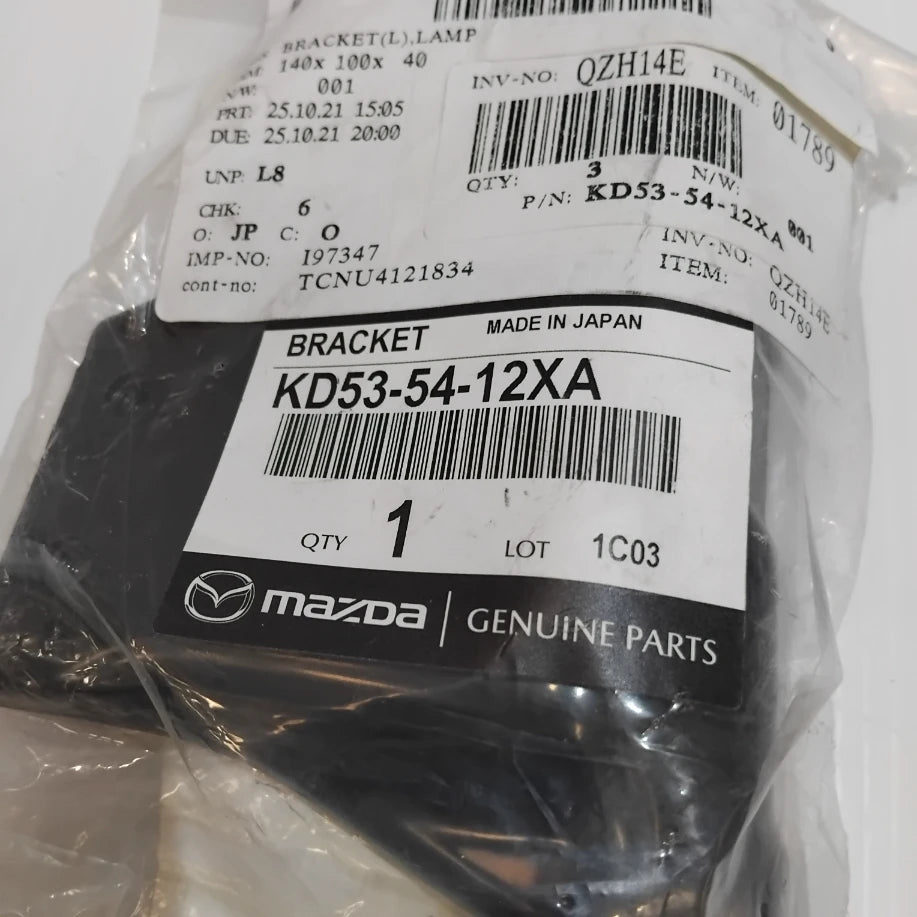 BRACKET(L),LAMP
140x 100x 40
N/W: 001
PRT: 25.10.21 15:05
DUE: 25.10.21 20:00
UNP: L8
CHK: 6
O: JP C: O
IMP-NO: I97347
cont-no: TCNU4121834
INV-NO: QZH14E ITEM: 01789
QTY: 3 N/W: 001
P/N: KD53-54-12XA
INV-NO: QZH14E
ITEM: 01789
BRACKET MADE IN JAPAN
KD53-54-12XA
QTY 1 LOT 1C03
mazda | GENUINE PARTS